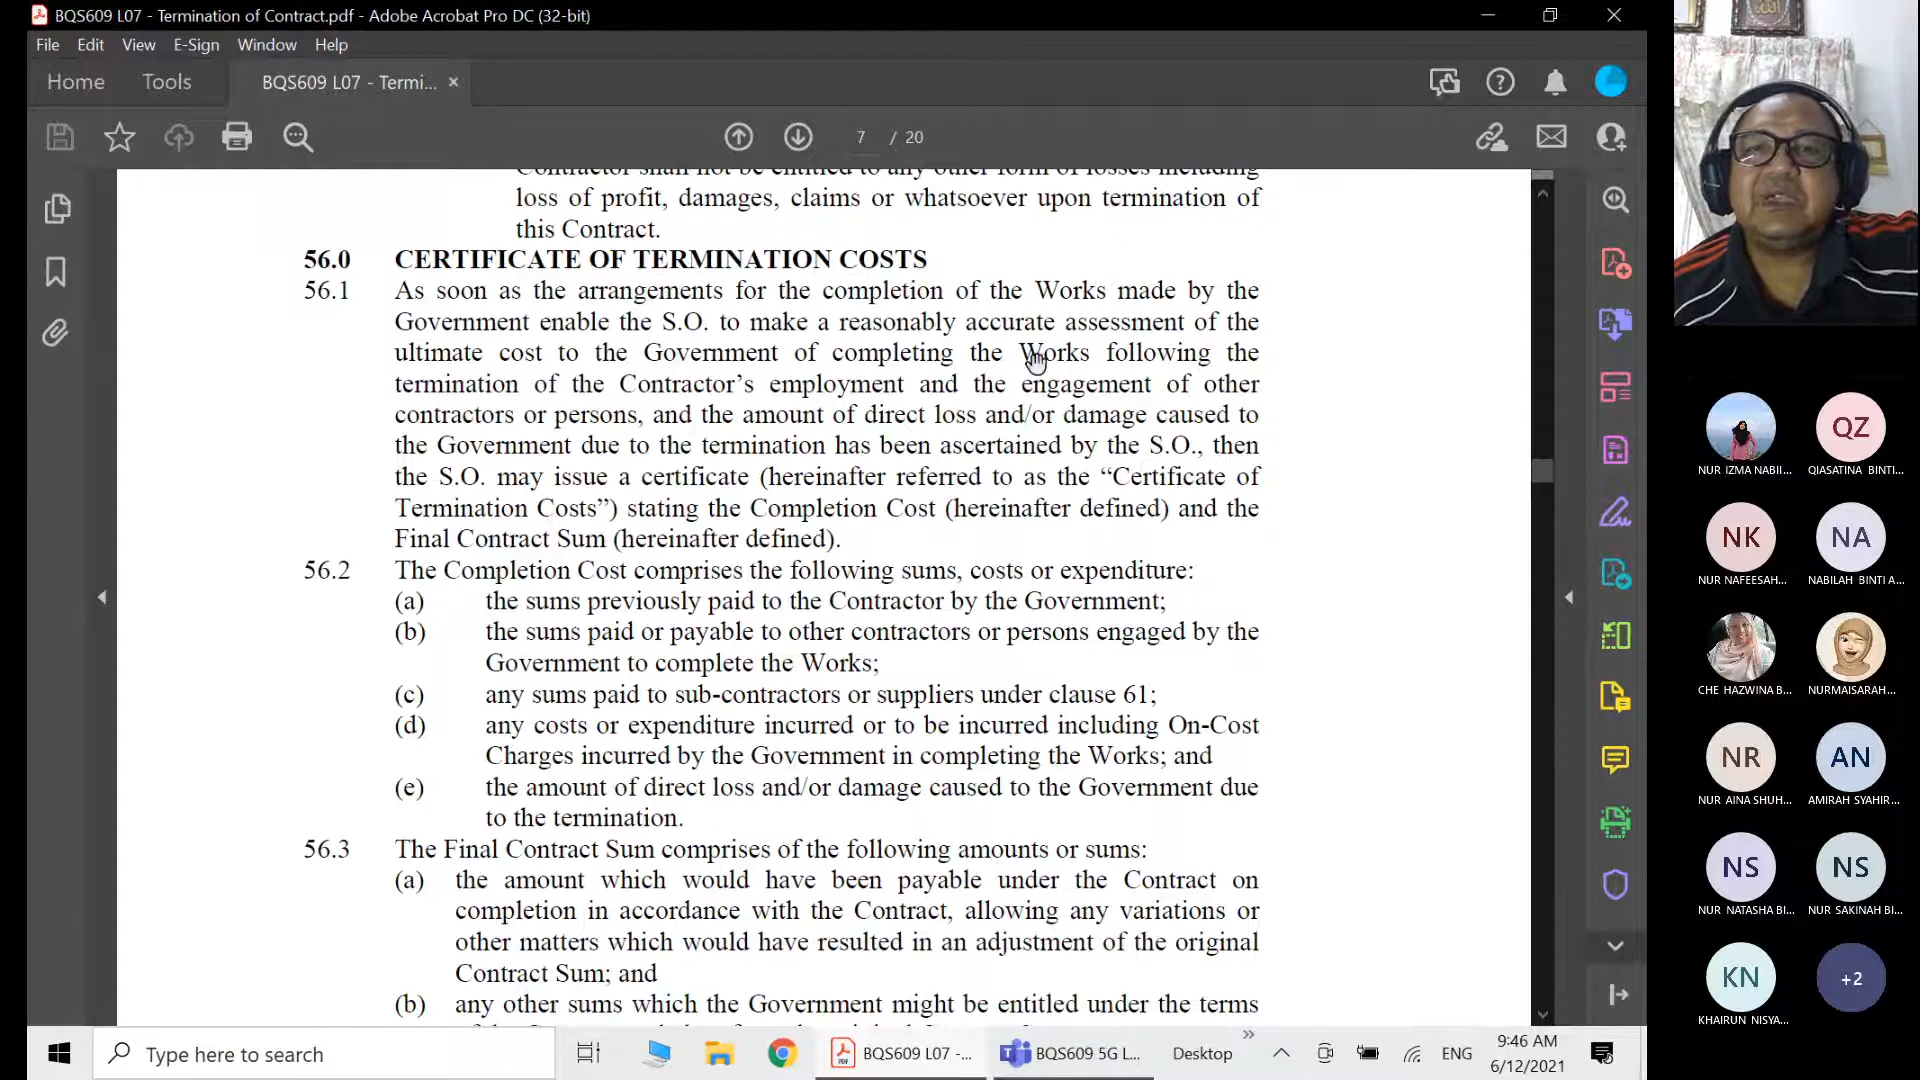 BQS609 L07 - Termination of Contract.pdf - Adobe Acrobat Pro DC (32-bit)
File Edit View E-Sign Window Help
Home Tools BQS609 L07 - Termi... ×
7 / 20
Contractor shall not be entitled to any other form of losses including
loss of profit, damages, claims or whatsoever upon termination of
this Contract.
56.0 CERTIFICATE OF TERMINATION COSTS
56.1 As soon as the arrangements for the completion of the Works made by the
Government enable the S.O. to make a reasonably accurate assessment of the
ultimate cost to the Government of completing the Works following the
termination of the Contractor’s employment and the engagement of other
contractors or persons, and the amount of direct loss and/or damage caused to
the Government due to the termination has been ascertained by the S.O., then
the S.O. may issue a certificate (hereinafter referred to as the “Certificate of
Termination Costs”) stating the Completion Cost (hereinafter defined) and the
Final Contract Sum (hereinafter defined).
56.2 The Completion Cost comprises the following sums, costs or expenditure:
(a) the sums previously paid to the Contractor by the Government;
(b) the sums paid or payable to other contractors or persons engaged by the
Government to complete the Works;
(c) any sums paid to sub-contractors or suppliers under clause 61;
(d) any costs or expenditure incurred or to be incurred including On-Cost
Charges incurred by the Government in completing the Works; and
(e) the amount of direct loss and/or damage caused to the Government due
to the termination.
56.3 The Final Contract Sum comprises of the following amounts or sums:
(a) the amount which would have been payable under the Contract on
completion in accordance with the Contract, allowing any variations or
other matters which would have resulted in an adjustment of the original
Contract Sum; and
(b) any other sums which the Government might be entitled under the terms
QZ
NUR IZMA NABII... QIASATINA BINTI...
NK NA
NUR NAFEESAH... NABILAH BINTI A...
CHE HAZWINA B... NURMAISARAH...
NR AN
NUR AINA SHUH... AMIRAH SYAHIR...
NS NS
NUR NATASHA BI... NUR SAKINAH BI...
KN +2
KHAIRUN NISYA...
Type here to search
BQS609 L07 -...
BQS609 5G L...
Desktop
ENG
9:46 AM
6/12/2021